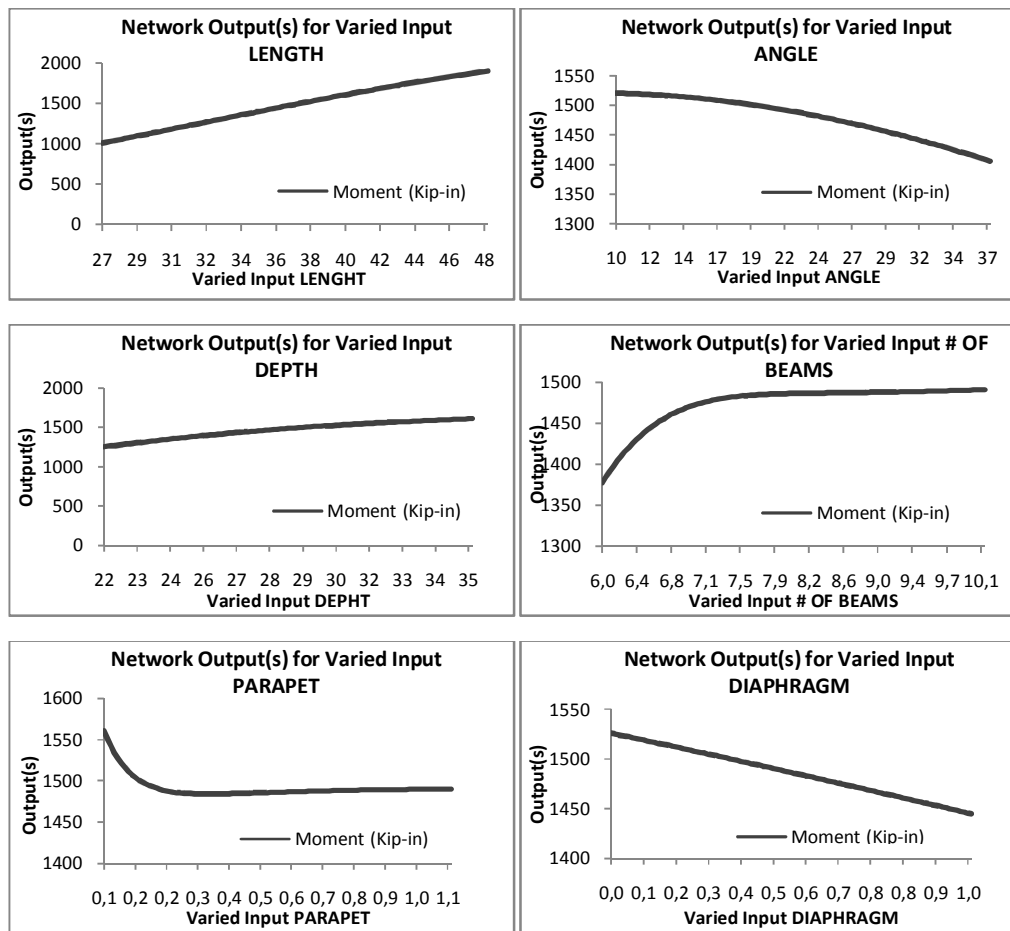 Network Output(s) for Varied Input
LENGTH
2000
1500
1000
500
0
Output(s)
Moment (Kip-in)
27 29 31 32 34 36 38 40 41 43 44 46 48
Varied Input LENGHT
Network Output(s) for Varied Input
ANGLE
1550
1500
1450
1400
1350
1300
Output(s)
Moment (Kip-in)
10 12 14 17 19 22 24 27 29 32 34 37
Varied Input ANGLE
Network Output(s) for Varied Input
DEPTH
2000
1500
1000
500
0
Output(s)
Moment (Kip-in)
22 23 24 26 27 28 29 30 32 33 34 35
Varied Input DEPHT
Network Output(s) for Varied Input # OF
BEAMS
1500
1450
1400
1350
1300
Output(s)
Moment (Kip-in)
6,0 6,4 6,8 7,1 7,5 7,9 8,2 8,6 9,0 9,4 9,7 10,1
Varied Input # OF BEAMS
Network Output(s) for Varied Input
PARAPET
1600
1550
1500
1450
1400
Output(s)
Moment (Kip-in)
0,1 0,2 0,2 0,3 0,4 0,5 0,6 0,7 0,8 0,9 1,0 1,1
Varied Input PARAPET
Network Output(s) for Varied Input
DIAPHRAGM
1550
1500
1450
1400
Output(s)
Moment (Kip-in)
0,0 0,1 0,2 0,3 0,4 0,5 0,6 0,7 0,8 0,9 1,0
Varied Input DIAPHRAGM